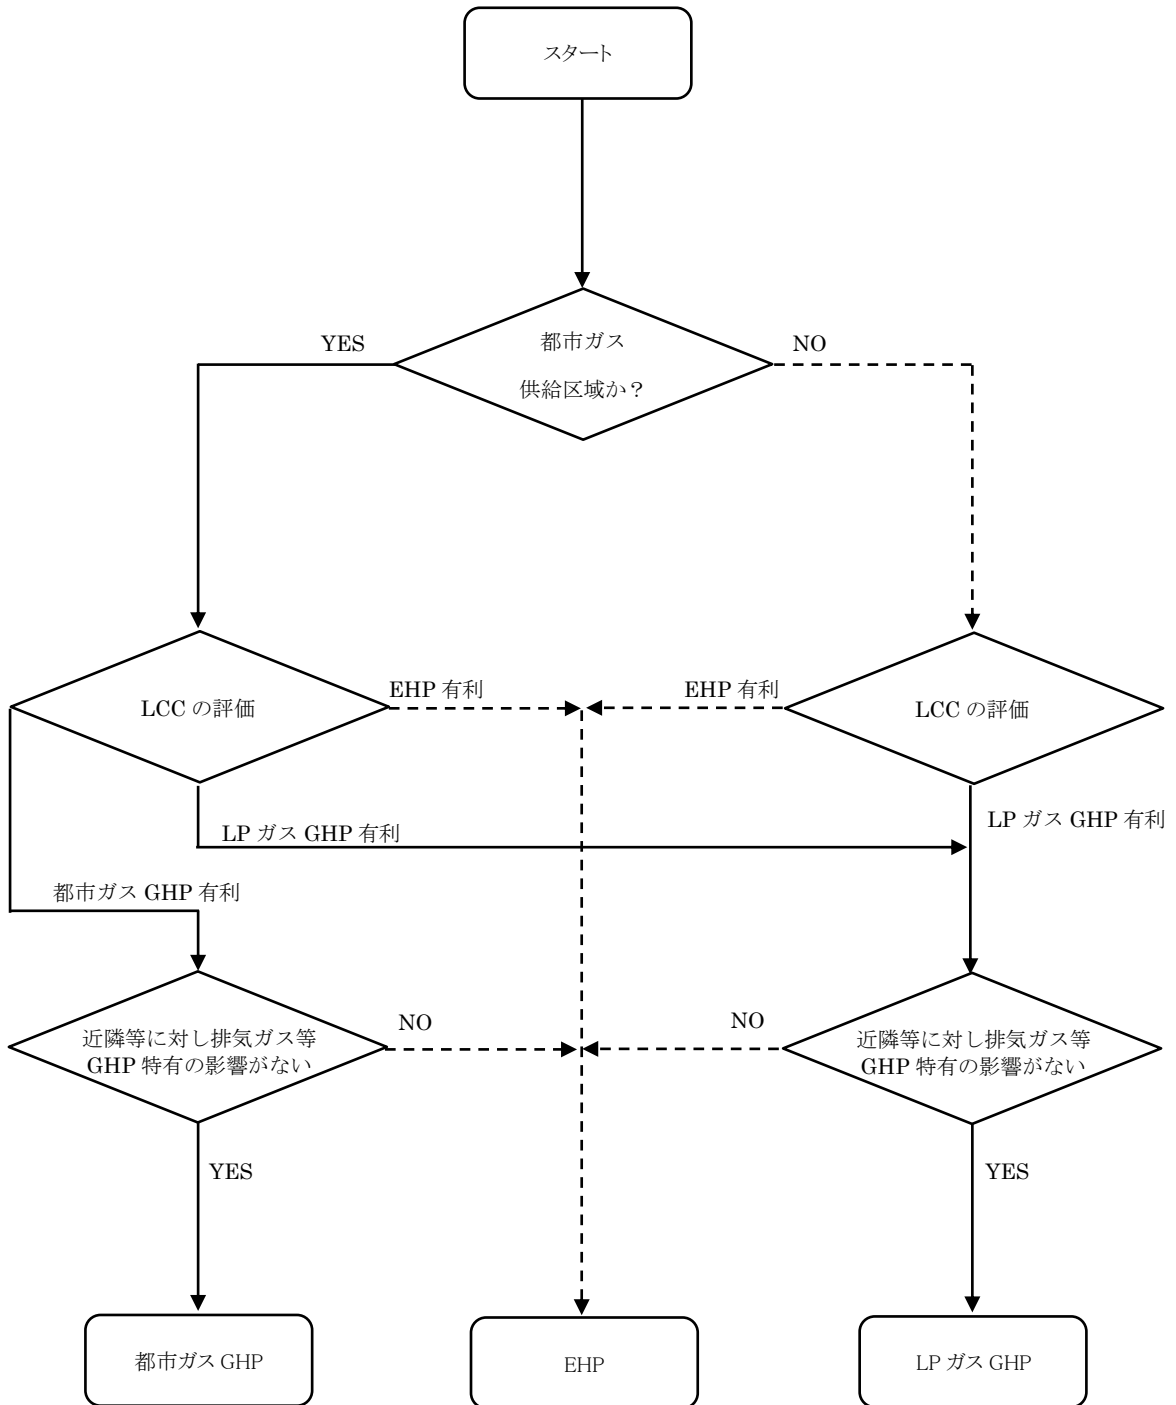 スタート
YES
都市ガス
NO
供給区域か？
LCC の評価
EHP 有利
EHP 有利
LCC の評価
LP ガス GHP 有利
LP ガス GHP 有利
都市ガス GHP 有利
近隣等に対し排気ガス等
GHP 特有の影響がない
NO
NO
近隣等に対し排気ガス等
GHP 特有の影響がない
YES
YES
都市ガス GHP
EHP
LP ガス GHP